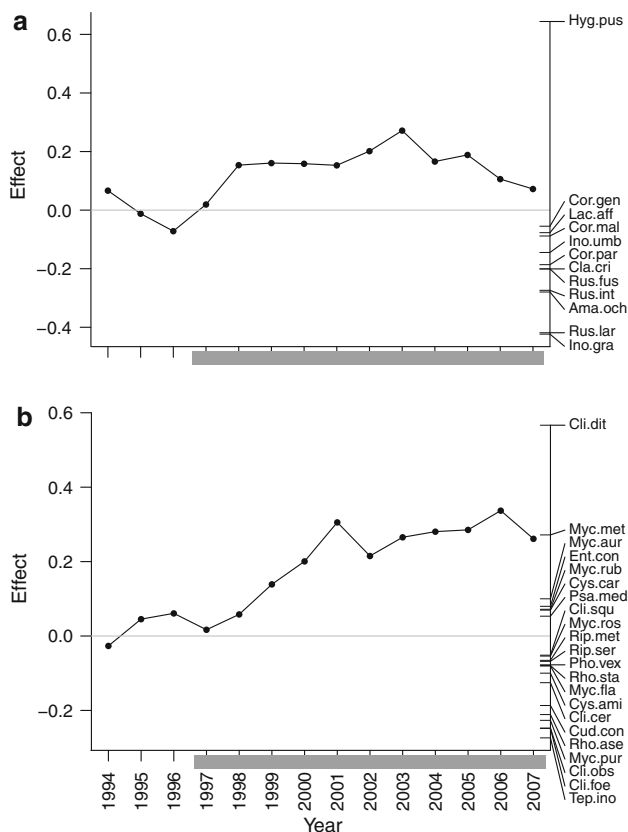 a
0.6
0.4
0.2
0.0
−0.2
−0.4
Effect
Hyg.pus
Cor.gen
Lac.aff
Cor.mal
Ino.umb
Cor.par
Cla.cri
Rus.fus
Rus.int
Ama.och
Rus.lar
Ino.gra
b
0.6
0.4
0.2
0.0
−0.2
Effect
Cli.dit
Myc.met
Myc.aur
Ent.con
Myc.rub
Cys.car
Psa.med
Cli.squ
Myc.ros
Rip.met
Rip.ser
Pho.vex
Rho.sta
Myc.fla
Cys.ami
Cli.cer
Cud.con
Rho.ase
Myc.pur
Cli.obs
Cli.foe
Tep.ino
1994
1995
1996
1997
1998
1999
2000
2001
2002
2003
2004
2005
2006
2007
Year